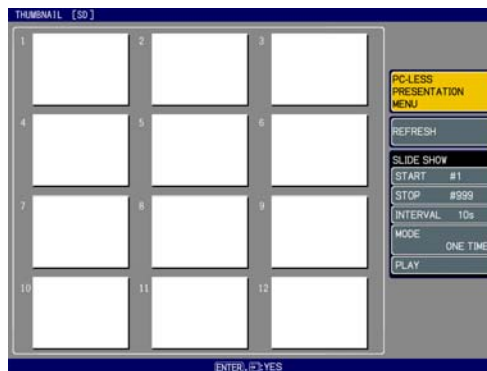 THUMBNAIL [SD]
1 2 3
PC-LESS
PRESENTATION
MENU
4 5 6
REFRESH
SLIDE SHOW
START #1
STOP #999
7 8 9
INTERVAL 10s
MODE
ONE TIME
PLAY
10 11 12
[ENTER], :YES